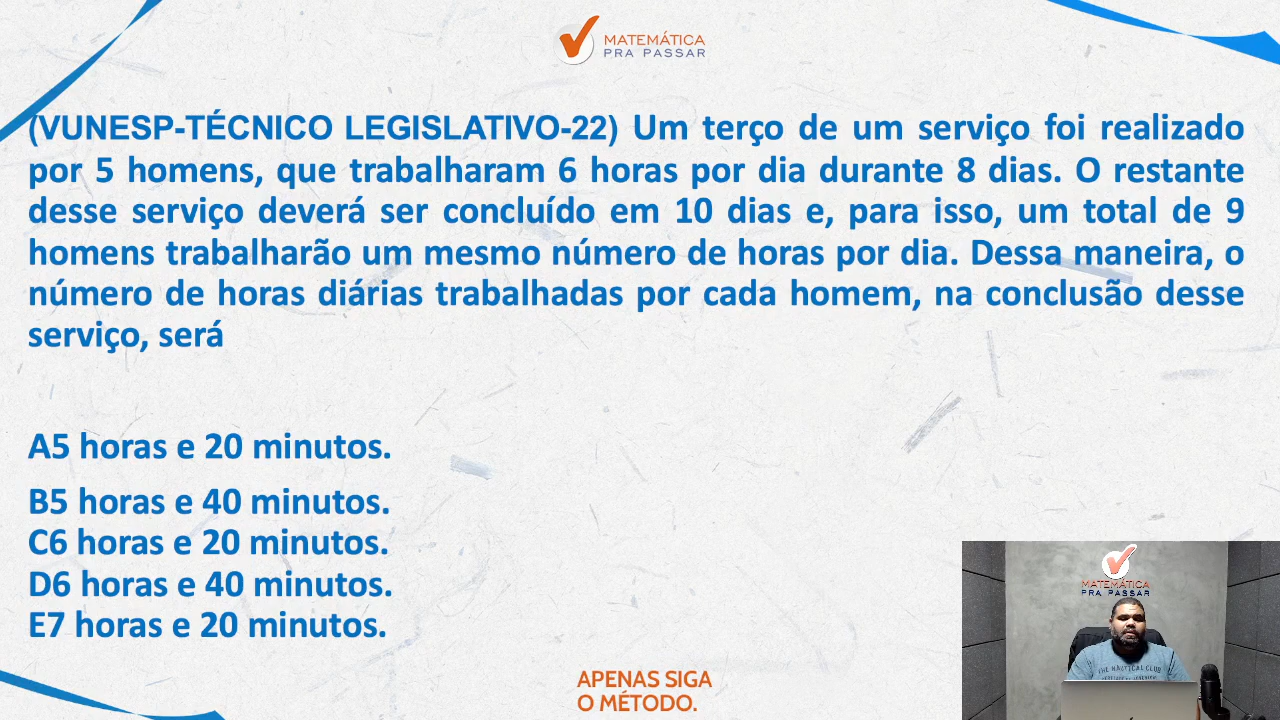 MATEMÁTICA
PRA PASSAR
(VUNESP-TÉCNICO LEGISLATIVO-22) Um terço de um serviço foi realizado
por 5 homens, que trabalharam 6 horas por dia durante 8 dias. O restante
desse serviço deverá ser concluído em 10 dias e, para isso, um total de 9
homens trabalharão um mesmo número de horas por dia. Dessa maneira, o
número de horas diárias trabalhadas por cada homem, na conclusão desse
serviço, será
A5 horas e 20 minutos.
B5 horas e 40 minutos.
C6 horas e 20 minutos.
D6 horas e 40 minutos.
E7 horas e 20 minutos.
MATEMÁTICA
PRA PASSAR
THE NAUTICAL CLUB
APENAS SIGA
O MÉTODO.